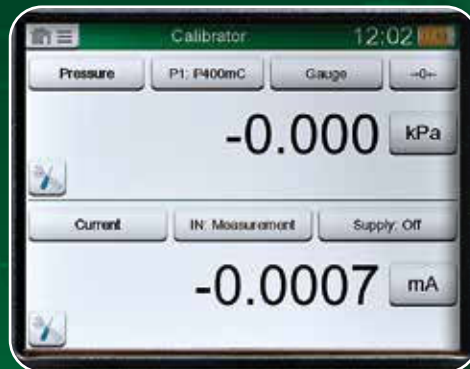 Calibrator 12:02
Pressure P1: P400mC Gauge →0←
-0.000 kPa
Current IN: Measurement Supply: Off
-0.0007 mA